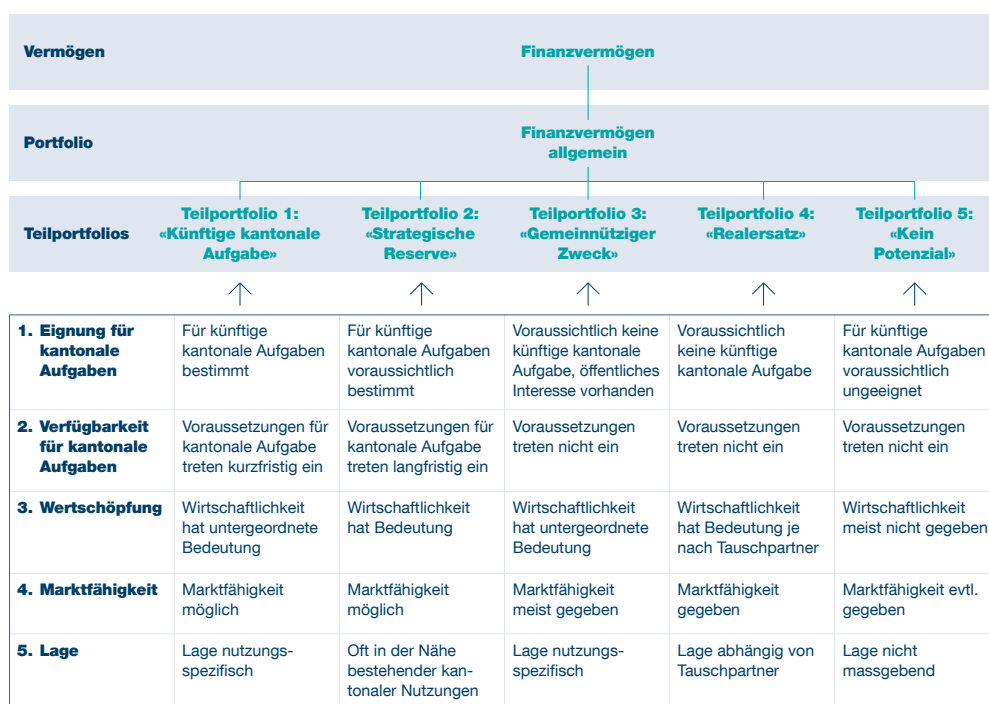 Vermögen
Finanzvermögen
Portfolio
Finanzvermögen
allgemein
Teilportfolios
Teilportfolio 1:
«Künftige kantonale
Aufgabe»
Teilportfolio 2:
«Strategische
Reserve»
Teilportfolio 3:
«Gemeinnütziger
Zweck»
Teilportfolio 4:
«Realersatz»
Teilportfolio 5:
«Kein
Potenzial»
1. Eignung für
kantonale
Aufgaben
Für künftige
kantonale Aufgaben
bestimmt
Für künftige
kantonale Aufgaben
voraussichtlich
bestimmt
Voraussichtlich keine
künftige kantonale
Aufgabe, öffentliches
Interesse vorhanden
Voraussichtlich
keine künftige
kantonale Aufgabe
Für künftige
kantonale Aufgaben
voraussichtlich
ungeeignet
2. Verfügbarkeit
für kantonale
Aufgaben
Voraussetzungen für
kantonale Aufgabe
treten kurzfristig ein
Voraussetzungen für
kantonale Aufgabe
treten langfristig ein
Voraussetzungen
treten nicht ein
Voraussetzungen
treten nicht ein
Voraussetzungen
treten nicht ein
3. Wertschöpfung
Wirtschaftlichkeit
hat untergeordnete
Bedeutung
Wirtschaftlichkeit
hat Bedeutung
Wirtschaftlichkeit
hat untergeordnete
Bedeutung
Wirtschaftlichkeit
hat Bedeutung je
nach Tauschpartner
Wirtschaftlichkeit
meist nicht gegeben
4. Marktfähigkeit
Marktfähigkeit
möglich
Marktfähigkeit
möglich
Marktfähigkeit
meist gegeben
Marktfähigkeit
gegeben
Marktfähigkeit evtl.
gegeben
5. Lage
Lage nutzungs-
spezifisch
Oft in der Nähe
bestehender kan-
tonaler Nutzungen
Lage nutzungs-
spezifisch
Lage abhängig von
Tauschpartner
Lage nicht
massgebend